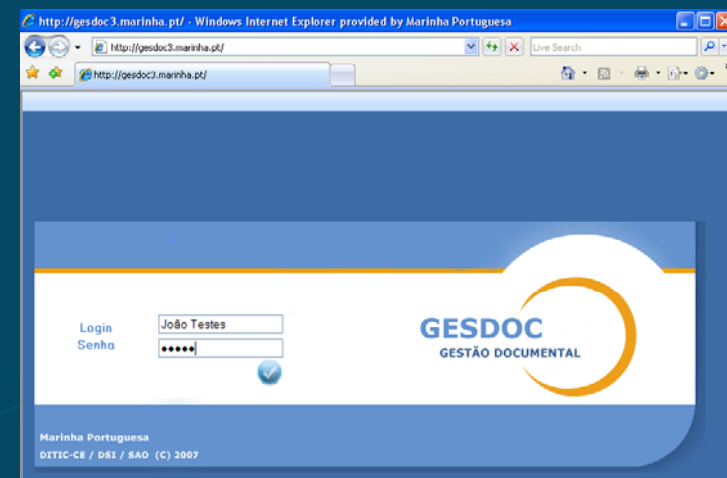 http://gesdoc3.marinha.pt/ - Windows Internet Explorer provided by Marinha Portuguesa
http://gesdoc3.marinha.pt/
Live Search
http://gesdoc3.marinha.pt/
Login
João Testes
Senha
•••••
GESDOC
GESTÃO DOCUMENTAL
Marinha Portuguesa
DITIC-CE / DSI / SAO (C) 2007